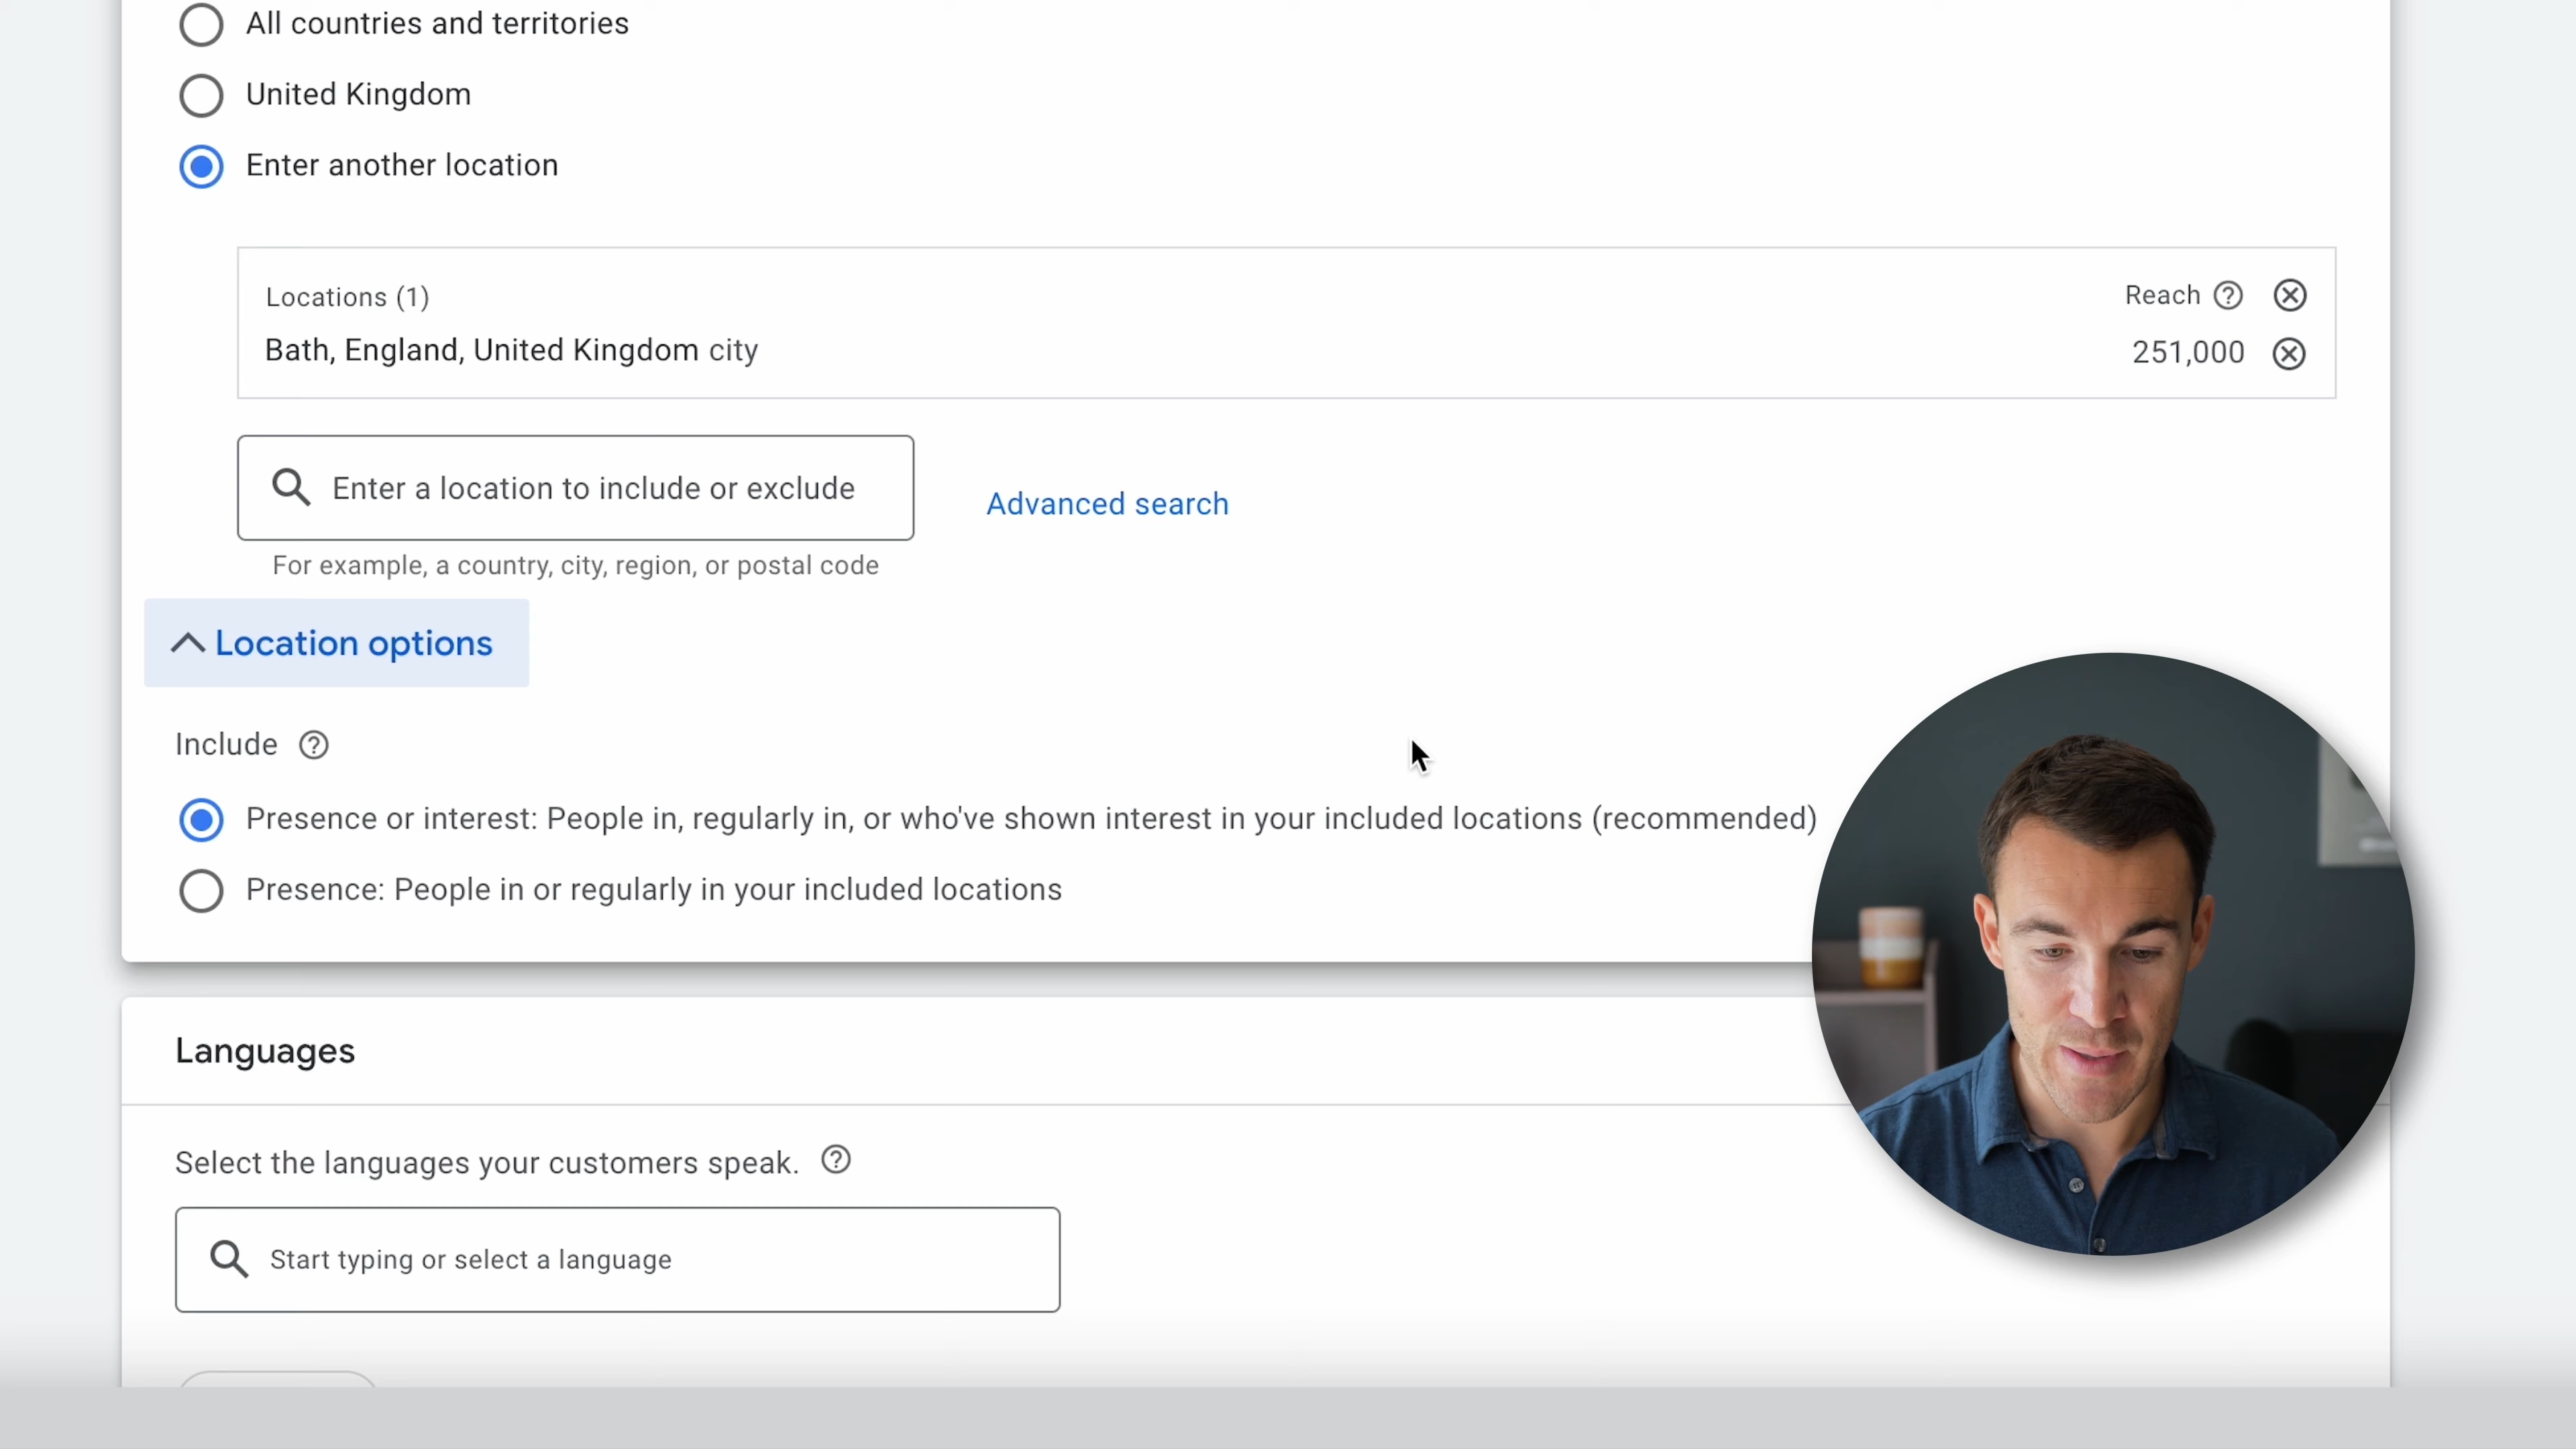 All countries and territories
United Kingdom
Enter another location
Locations (1)
Reach
Bath, England, United Kingdom city
251,000
Enter a location to include or exclude
Advanced search
For example, a country, city, region, or postal code
Location options
Include
Presence or interest: People in, regularly in, or who've shown interest in your included locations (recommended)
Presence: People in or regularly in your included locations
Languages
Select the languages your customers speak.
Start typing or select a language